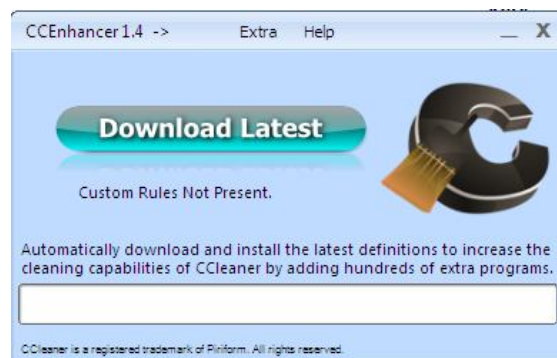 CCEnhancer 1.4 -> Extra Help _ X
Download Latest
Custom Rules Not Present.
Automatically download and install the latest definitions to increase the
cleaning capabilities of CCleaner by adding hundreds of extra programs.
CCleaner is a registered trademark of Piriform. All rights reserved.